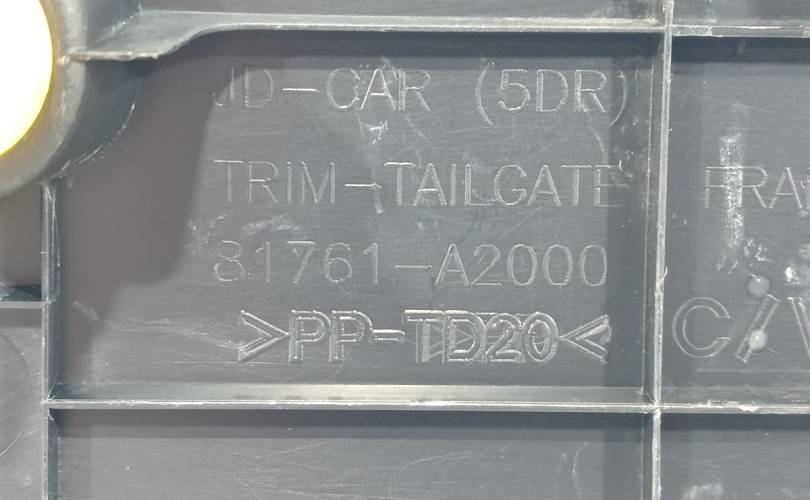 JD-CAR (5DR)
TRIM-TAILGATE
81761-A2000
>PP-TD20<